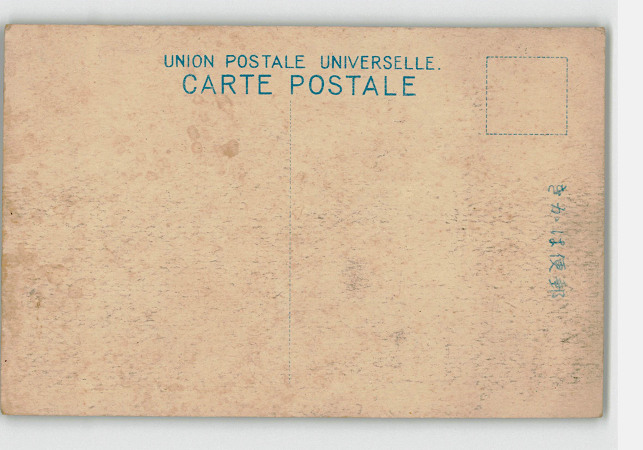 UNION POSTALE UNIVERSELLE.
CARTE POSTALE
郵便はかき